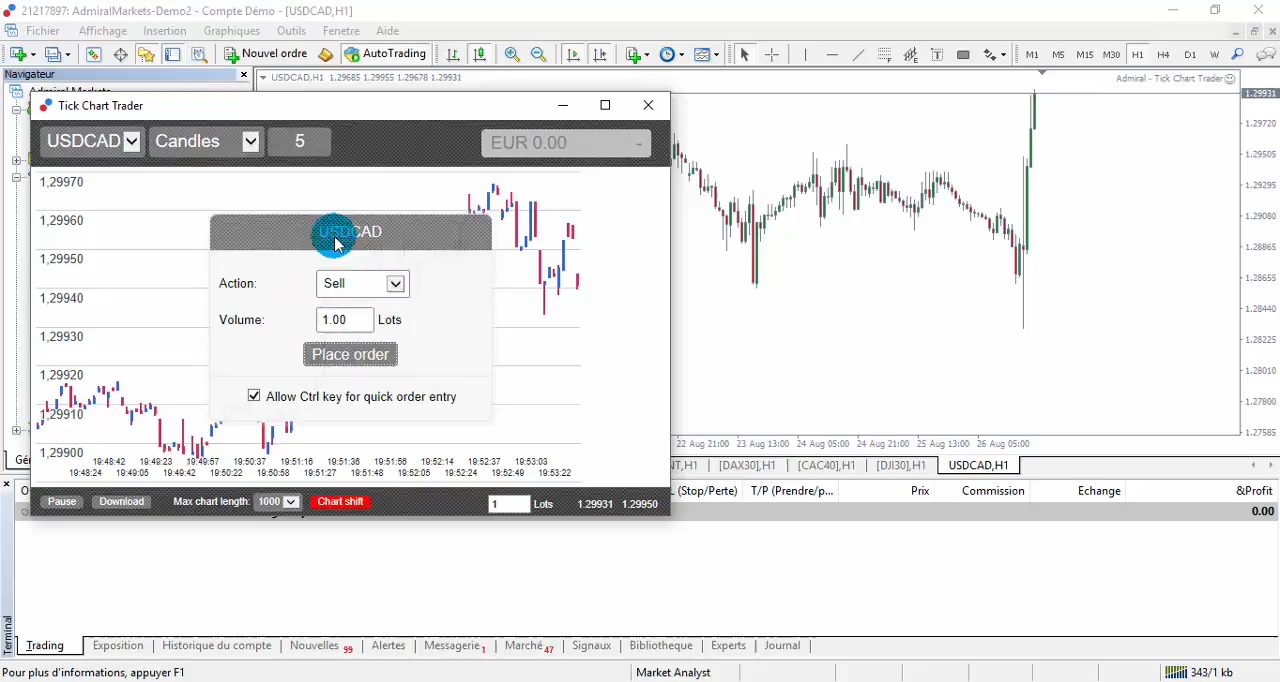 21217897: AdmiralMarkets-Demo2 - Compte Démo - [USDCAD,H1]
Fichier Affichage Insertion Graphiques Outils Fenetre Aide
Nouvel ordre AutoTrading M1 M5 M15 M30 H1 H4 D1 W
Navigateur
USDCAD,H1 1.29685 1.29955 1.29678 1.29931
Admiral - Tick Chart Trader
Tick Chart Trader
USDCAD Candles 5 EUR 0.00 -
1,29970
1,29960
1,29950
1,29940
1,29930
1,29920
1,29910
1,29900
USDCAD
Action: Sell
Volume: 1.00 Lots
Place order
Allow Ctrl key for quick order entry
19:48:42 19:49:23 19:49:57 19:50:37 19:51:16 19:51:38 19:51:58 19:52:14 19:52:37 19:53:03
19:48:24 19:49:05 19:49:42 19:50:22 19:50:58 19:51:27 19:51:48 19:52:05 19:52:24 19:52:49 19:53:22
Pause Download Max chart length: 1000 Chart shift 1 Lots 1.29931 1.29950
1.29931
1.29720
1.29505
1.29295
1.29080
1.28865
1.28655
1.28440
1.28225
1.28010
1.27800
1.27585
22 Aug 21:00 23 Aug 13:00 24 Aug 05:00 24 Aug 21:00 25 Aug 13:00 26 Aug 05:00
[DAX30],H1 [CAC40],H1 [DJI30],H1 USDCAD,H1
(Stop/Perte) T/P (Prendre/p... Prix Commission Echange &Profit
0.00
Terminal
Trading Exposition Historique du compte Nouvelles 99 Alertes Messagerie 1 Marché 47 Signaux Bibliotheque Experts Journal
Pour plus d'informations, appuyer F1 Market Analyst 343/1 kb